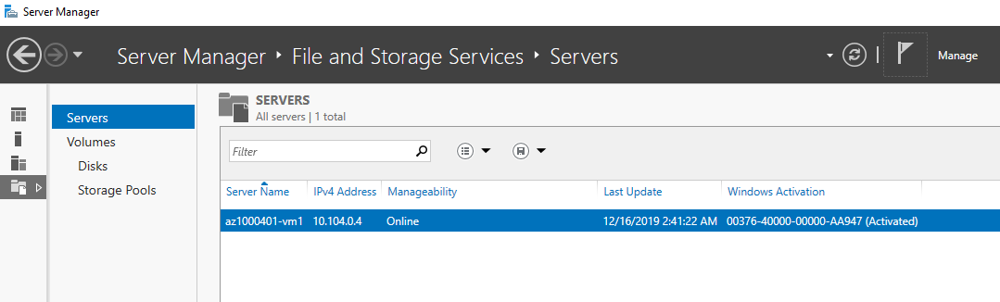 Server Manager
Server Manager ‣ File and Storage Services ‣ Servers
Manage
Servers
Volumes
Disks
Storage Pools
SERVERS
All servers | 1 total
Filter
Server Name IPv4 Address Manageability Last Update Windows Activation
az1000401-vm1 10.104.0.4 Online 12/16/2019 2:41:22 AM 00376-40000-00000-AA947 (Activated)